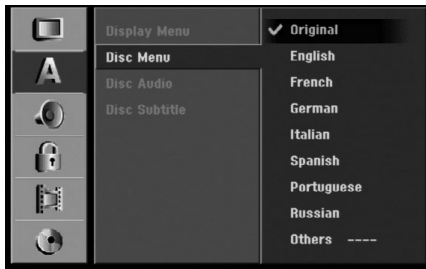 A
Display Menu
Disc Menu
Disc Audio
Disc Subtitle
✔ Original
English
French
German
Italian
Spanish
Portuguese
Russian
Others ----